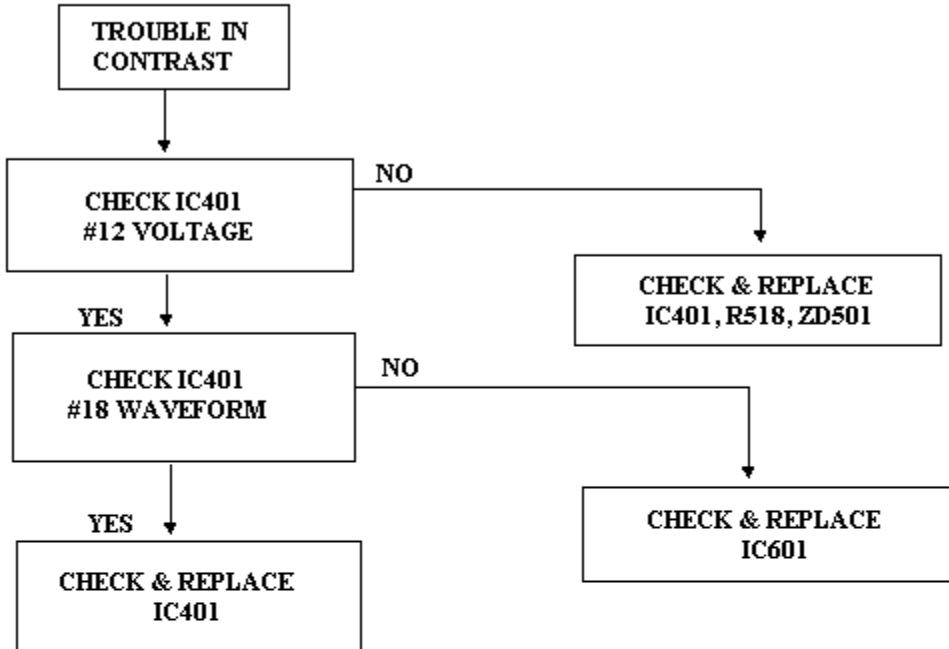 TROUBLE IN
CONTRAST
CHECK IC401
#12 VOLTAGE
NO
CHECK & REPLACE
IC401, R518, ZD501
YES
CHECK IC401
#18 WAVEFORM
NO
CHECK & REPLACE
IC601
YES
CHECK & REPLACE
IC401